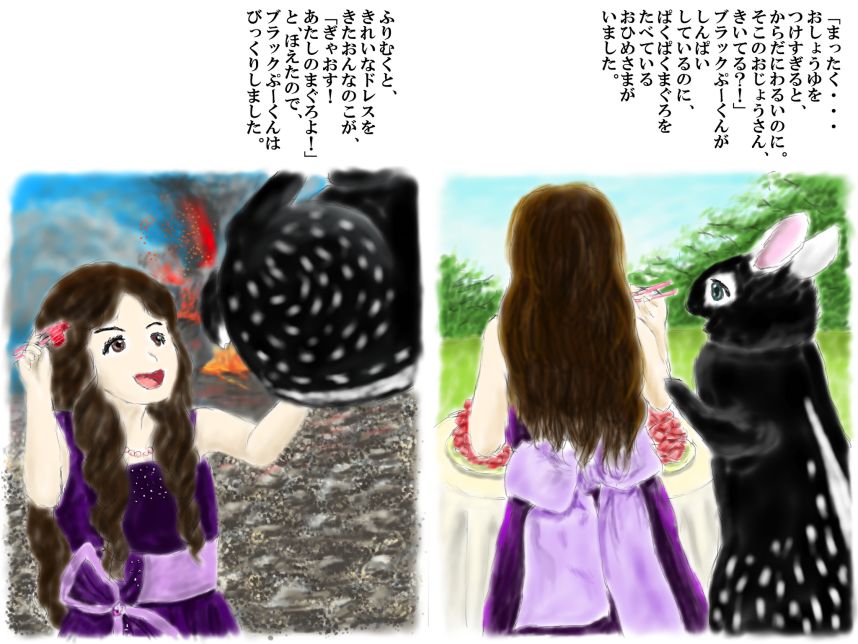 「まったく・・・
おしょうゆを
つけすぎると、
からだにわるいのに。
そこのおじょうさん、
きいてる？！」
ブラックぷーくんが
しんぱい
しているのに、
ぱくぱくまぐろを
たべている
おひめさまが
いました。
ふりむくと、
きれいなドレスを
きたおんなのこが、
「ぎゃおす！
あたしのまぐろよ！」
と、ほえたので、
ブラックぷーくんは
びっくりしました。